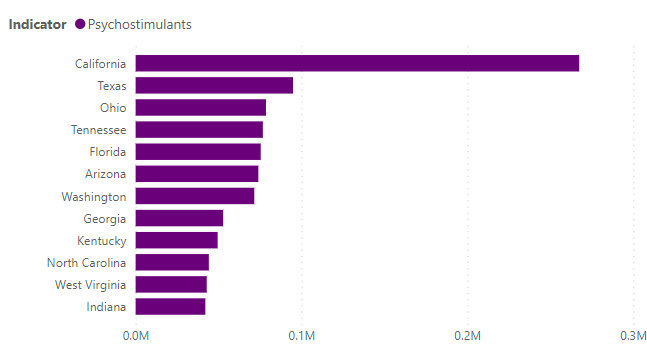 Indicator Psychostimulants
California
Texas
Ohio
Tennessee
Florida
Arizona
Washington
Georgia
Kentucky
North Carolina
West Virginia
Indiana
0.0M 0.1M 0.2M 0.3M